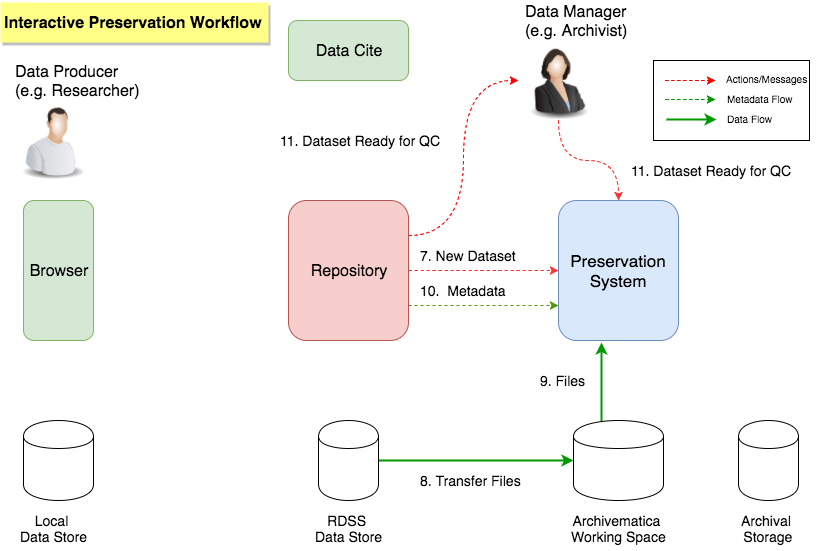 Interactive Preservation Workflow
Data Manager
(e.g. Archivist)
Data Cite
Data Producer
(e.g. Researcher)
Actions/Messages
Metadata Flow
Data Flow
11. Dataset Ready for QC
11. Dataset Ready for QC
Browser
Repository
7. New Dataset
10. Metadata
Preservation
System
9. Files
8. Transfer Files
Local
Data Store
RDSS
Data Store
Archivematica
Working Space
Archival
Storage